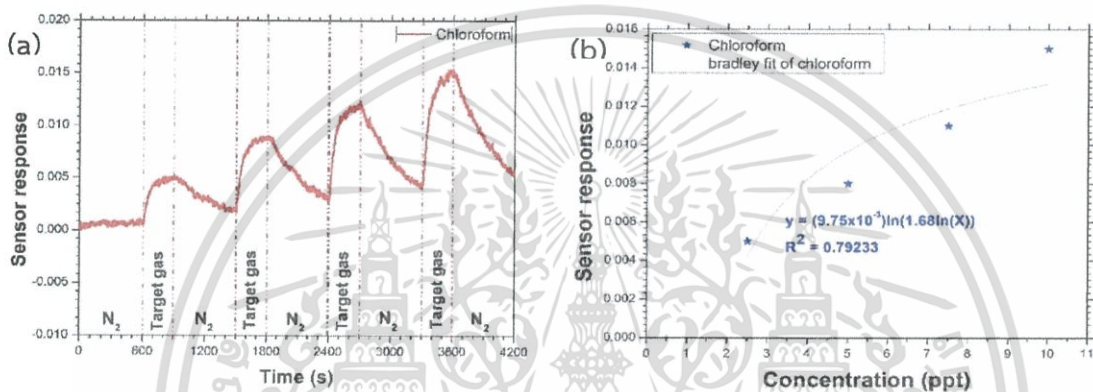 (a)
0.020
0.015
0.010
0.005
0.000
-0.005
-0.010
Sensor response
Chloroform
N2
Target gas
N2
Target gas
N2
Target gas
N2
Target gas
N2
0 600 1200 1800 2400 3000 3600 4200
Time (s)
(b)
0.016
0.014
0.012
0.010
0.008
0.006
0.004
0.002
0.000
Sensor response
Chloroform
bradley fit of chloroform
y = (9.75x10⁻³)ln(1.68ln(X))
R² = 0.79233
0 1 2 3 4 5 6 7 8 9 10 11
Concentration (ppt)